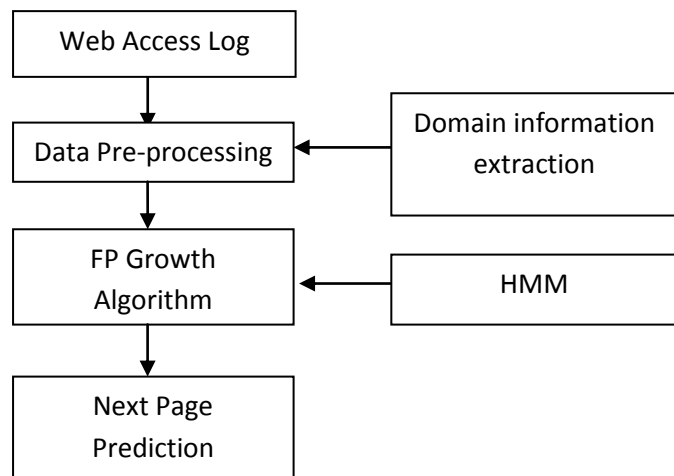 Web Access Log
Data Pre-processing
Domain information
extraction
FP Growth
Algorithm
HMM
Next Page
Prediction